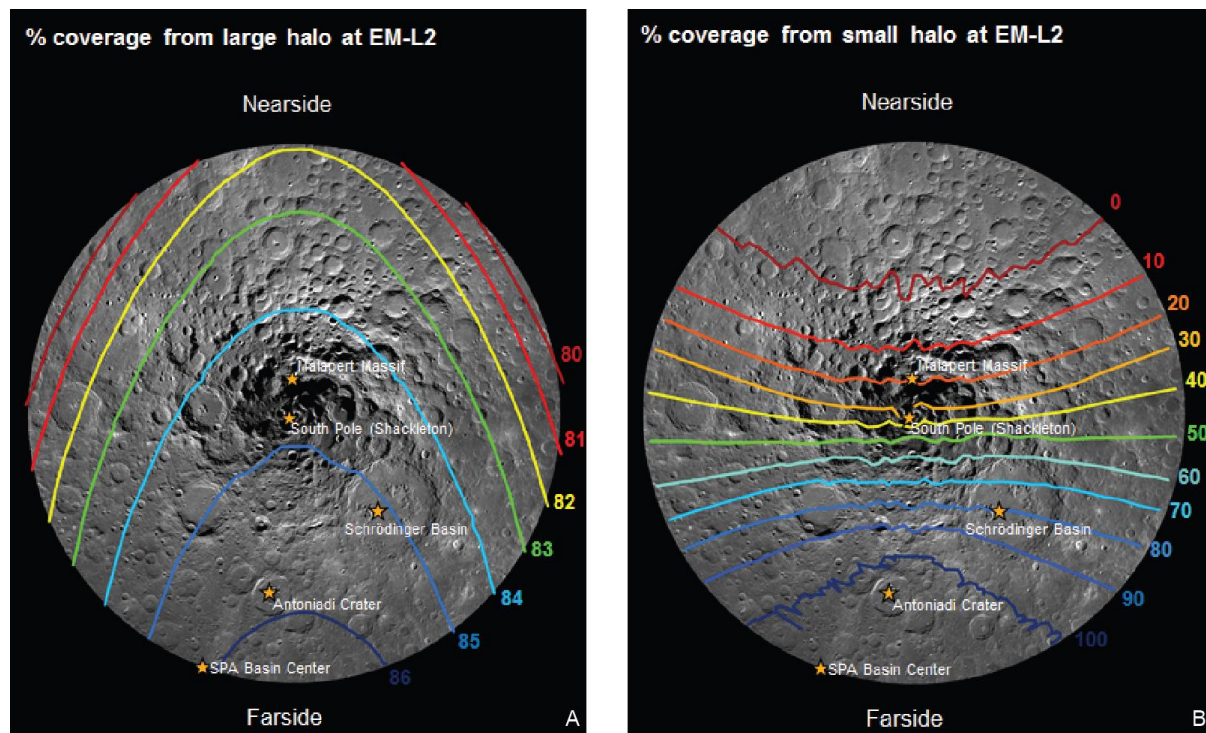 % coverage from large halo at EM-L2
Nearside
80
Malapert Massif
South Pole (Shackleton)
81
82
Schrödinger Basin
83
84
Antoniadi Crater
85
SPA Basin Center
86
Farside
A
% coverage from small halo at EM-L2
Nearside
0
10
20
30
Malapert Massif
40
South Pole (Shackleton)
50
60
70
Schrödinger Basin
80
90
Antoniadi Crater
100
SPA Basin Center
Farside
B